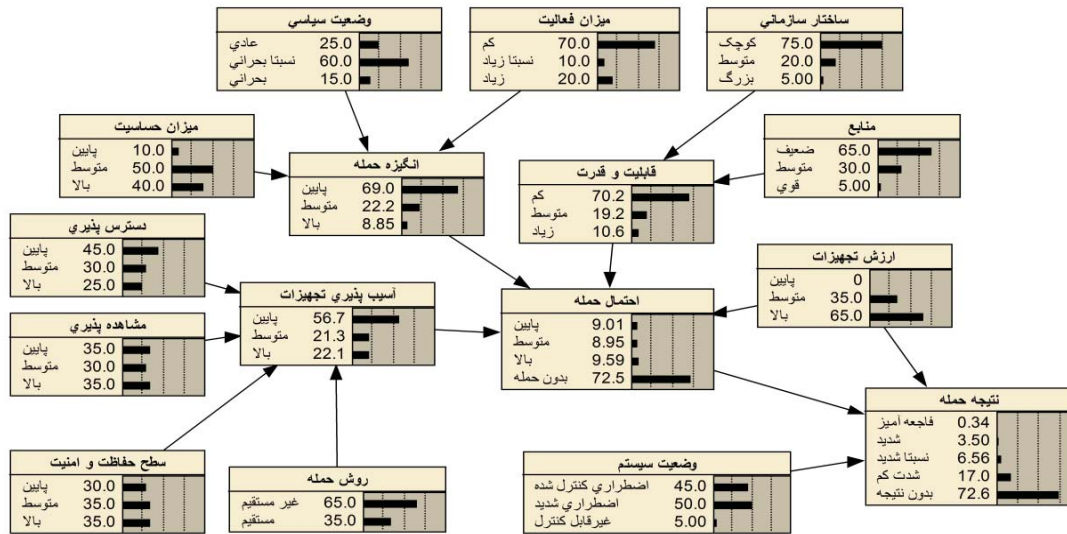 وضعیت سیاسي
عادي 25.0
نسبتا بحراني 60.0
بحراني 15.0
میزان فعالیت
کم 70.0
نسبتا زیاد 10.0
زیاد 20.0
ساختار سازماني
کوچک 75.0
متوسط 20.0
بزرگ 5.00
میزان حساسیت
پایین 10.0
متوسط 50.0
بالا 40.0
انگیزه حمله
پایین 69.0
متوسط 22.2
بالا 8.85
قابلیت و قدرت
کم 70.2
متوسط 19.2
زیاد 10.6
منابع
ضعیف 65.0
متوسط 30.0
قوي 5.00
دسترس پذیري
پایین 45.0
متوسط 30.0
بالا 25.0
آسیب پذیري تجهیزات
پایین 56.7
متوسط 21.3
بالا 22.1
احتمال حمله
پایین 9.01
متوسط 8.95
بالا 9.59
بدون حمله 72.5
ارزش تجهیزات
پایین 0
متوسط 35.0
بالا 65.0
مشاهده پذیري
پایین 35.0
متوسط 30.0
بالا 35.0
نتیجه حمله
فاجعه آمیز 0.34
شدید 3.50
نسبتا شدید 6.56
شدت کم 17.0
بدون نتیجه 72.6
سطح حفاظت و امنیت
پایین 30.0
متوسط 35.0
بالا 35.0
روش حمله
غیر مستقیم 65.0
مستقیم 35.0
وضعیت سیستم
اضطراري کنترل شده 45.0
اضطراري شدید 50.0
غیرقابل کنترل 5.00